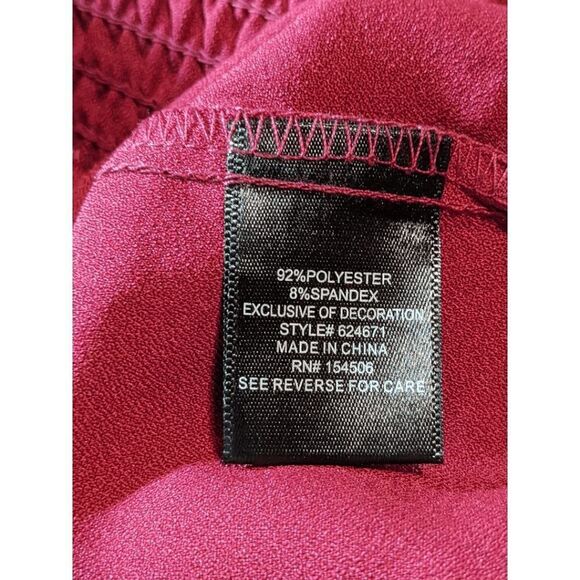 92%POLYESTER
8%SPANDEX
EXCLUSIVE OF DECORATION
STYLE# 624671
MADE IN CHINA
RN# 154506
SEE REVERSE FOR CARE